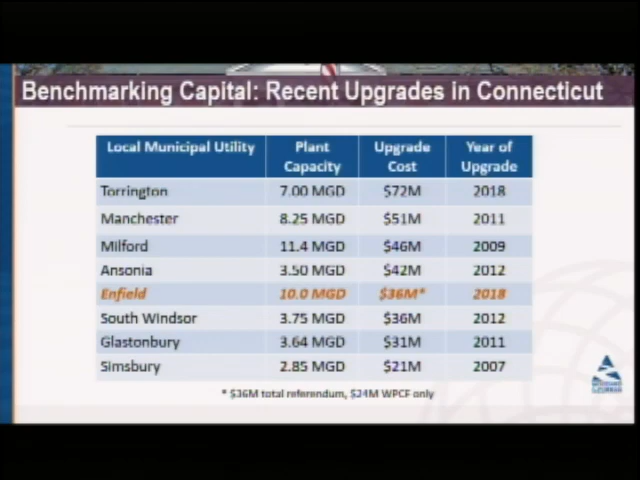 Benchmarking Capital: Recent Upgrades in Connecticut
Local Municipal Utility Plant Capacity Upgrade Cost Year of Upgrade
Torrington 7.00 MGD $72M 2018
Manchester 8.25 MGD $51M 2011
Milford 11.4 MGD $46M 2009
Ansonia 3.50 MGD $42M 2012
Enfield 10.0 MGD $36M* 2018
South Windsor 3.75 MGD $36M 2012
Glastonbury 3.64 MGD $31M 2011
Simsbury 2.85 MGD $21M 2007
* $36M total referendum, $24M WPCF only